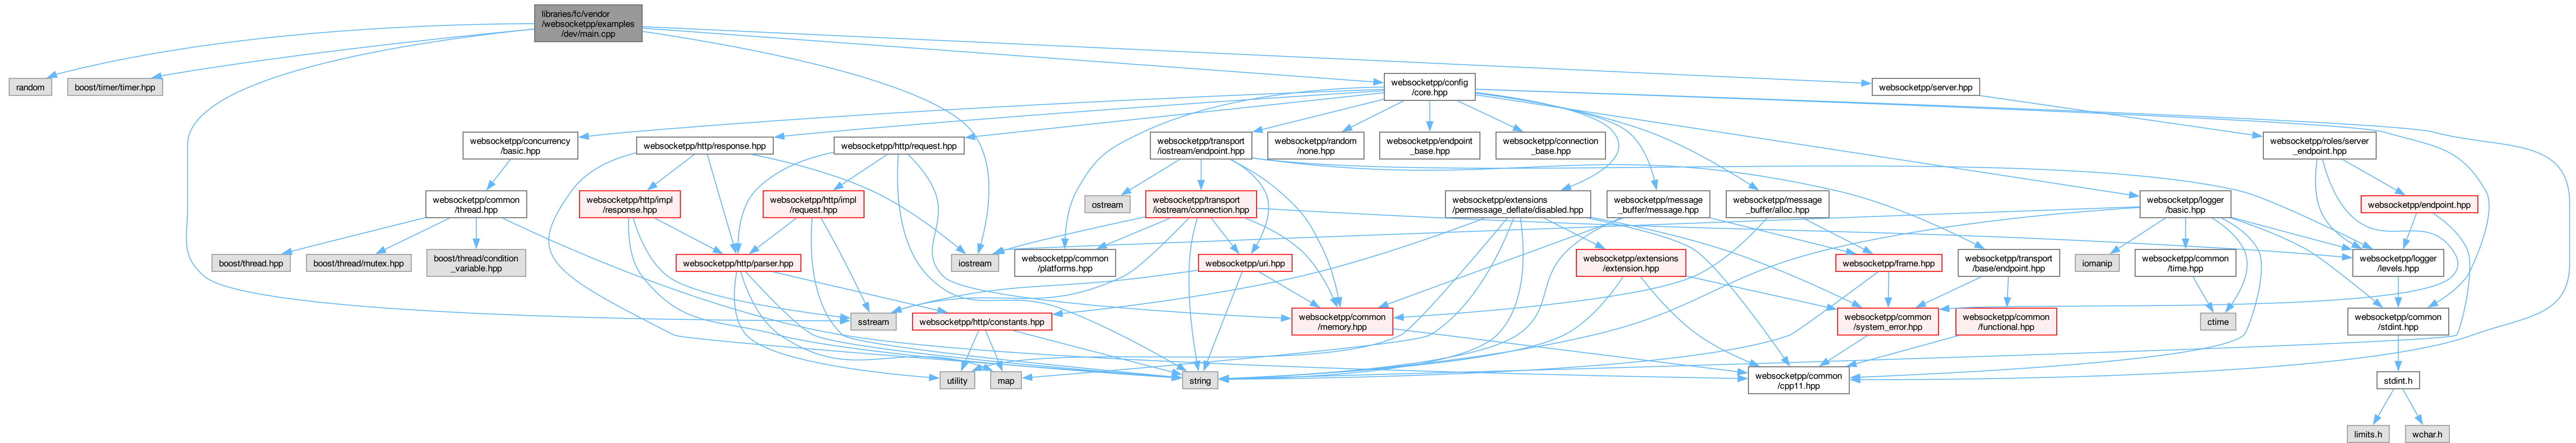 libraries/fc/vendor
/websocketpp/examples
/dev/main.cpp
random
boost/timer/timer.hpp
websocketpp/config
/core.hpp
websocketpp/server.hpp
websocketpp/concurrency
/basic.hpp
websocketpp/http/response.hpp
websocketpp/http/request.hpp
websocketpp/transport
/iostream/endpoint.hpp
websocketpp/random
/none.hpp
websocketpp/endpoint
_base.hpp
websocketpp/connection
_base.hpp
websocketpp/roles/server
_endpoint.hpp
websocketpp/common
/thread.hpp
websocketpp/http/impl
/response.hpp
websocketpp/http/impl
/request.hpp
ostream
websocketpp/transport
/iostream/connection.hpp
websocketpp/extensions
/permessage_deflate/disabled.hpp
websocketpp/message
_buffer/message.hpp
websocketpp/message
_buffer/alloc.hpp
websocketpp/logger
/basic.hpp
websocketpp/endpoint.hpp
boost/thread.hpp
boost/thread/mutex.hpp
boost/thread/condition
_variable.hpp
websocketpp/http/parser.hpp
iostream
websocketpp/common
/platforms.hpp
websocketpp/uri.hpp
websocketpp/extensions
/extension.hpp
websocketpp/frame.hpp
websocketpp/transport
/base/endpoint.hpp
iomanip
websocketpp/common
/time.hpp
websocketpp/logger
/levels.hpp
sstream
websocketpp/http/constants.hpp
websocketpp/common
/memory.hpp
websocketpp/common
/system_error.hpp
websocketpp/common
/functional.hpp
ctime
websocketpp/common
/stdint.hpp
utility
map
string
websocketpp/common
/cpp11.hpp
stdint.h
limits.h
wchar.h